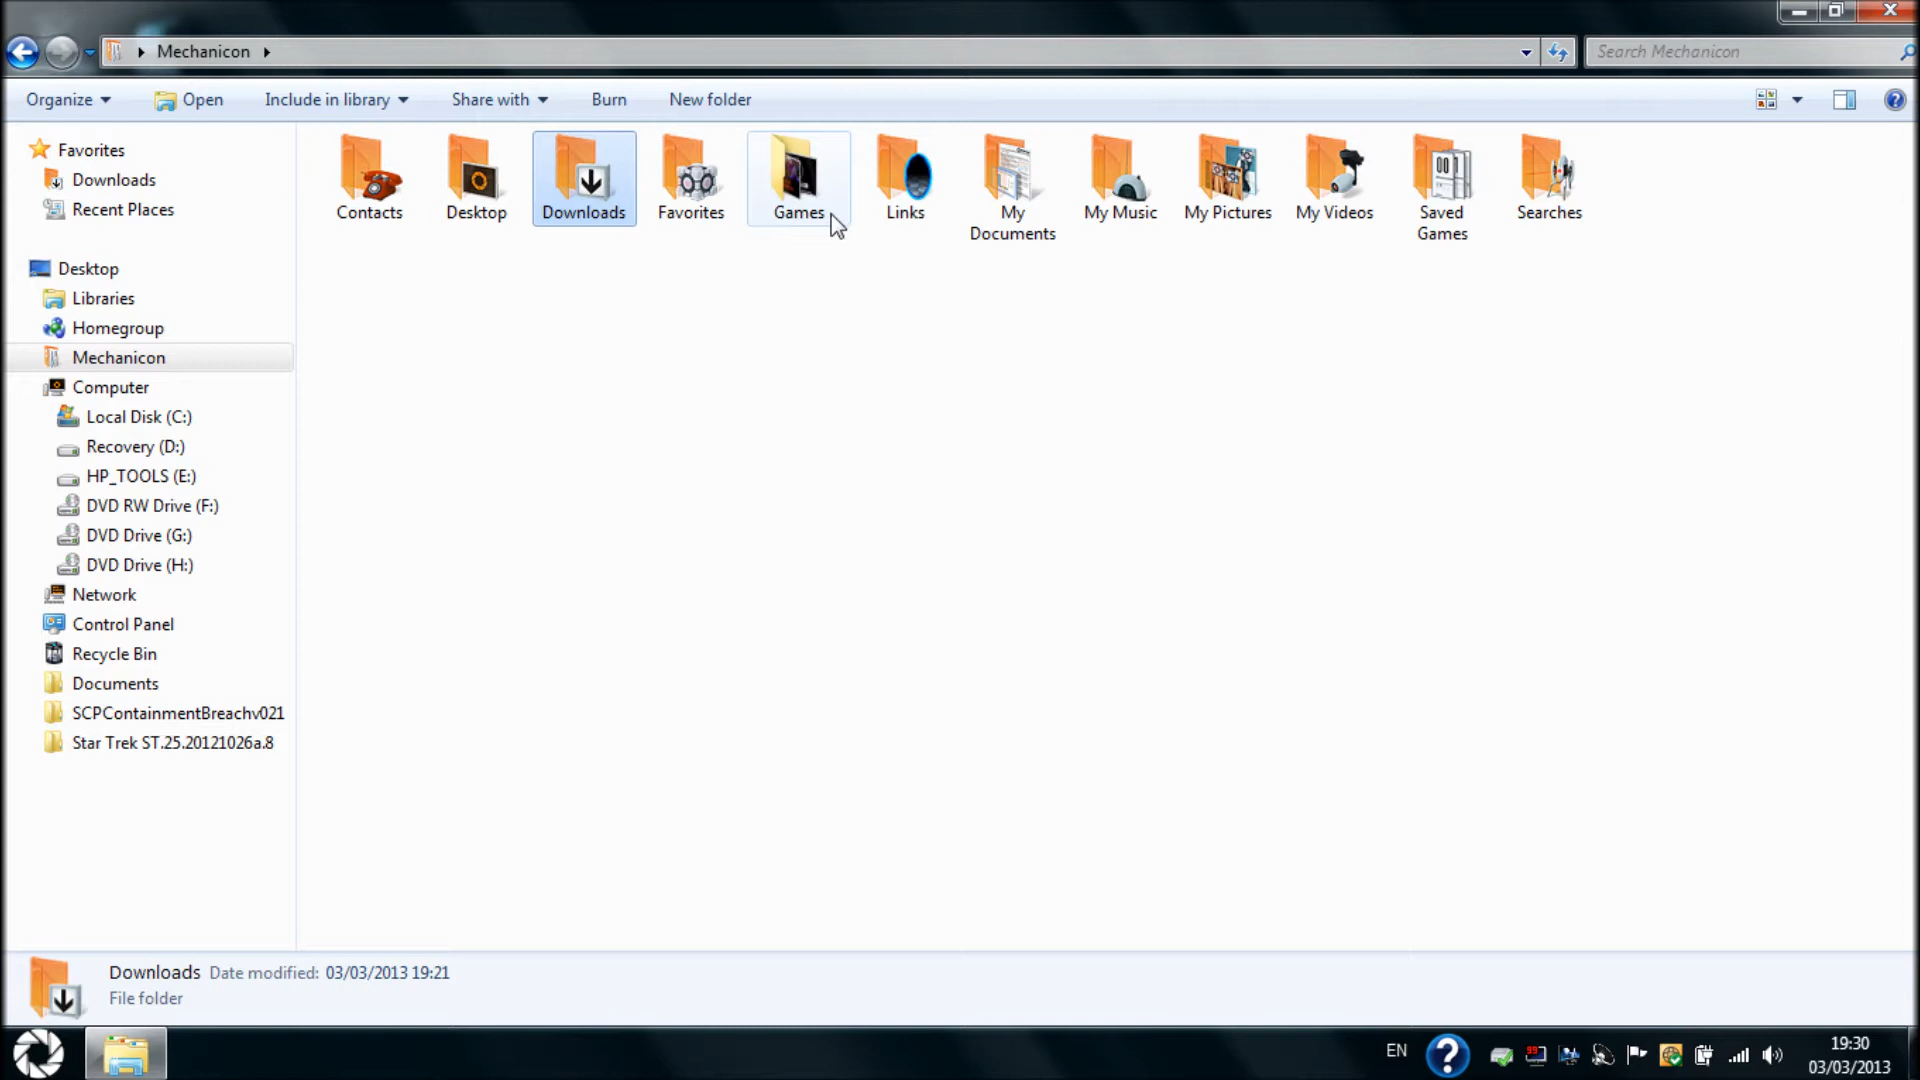 Mechanicon
Search Mechanicon
Organize
Open
Include in library
Share with
Burn
New folder
Favorites
Downloads
Recent Places
Desktop
Libraries
Homegroup
Mechanicon
Computer
Local Disk (C:)
Recovery (D:)
HP_TOOLS (E:)
DVD RW Drive (F:)
DVD Drive (G:)
DVD Drive (H:)
Network
Control Panel
Recycle Bin
Documents
SCPContainmentBreachv021
Star Trek ST.25.20121026a.8
Contacts
Desktop
Downloads
Favorites
Games
Links
My
Documents
My Music
My Pictures
My Videos
Saved
Games
Searches
Downloads Date modified: 03/03/2013 19:21
File folder
EN
99
19:30
03/03/2013